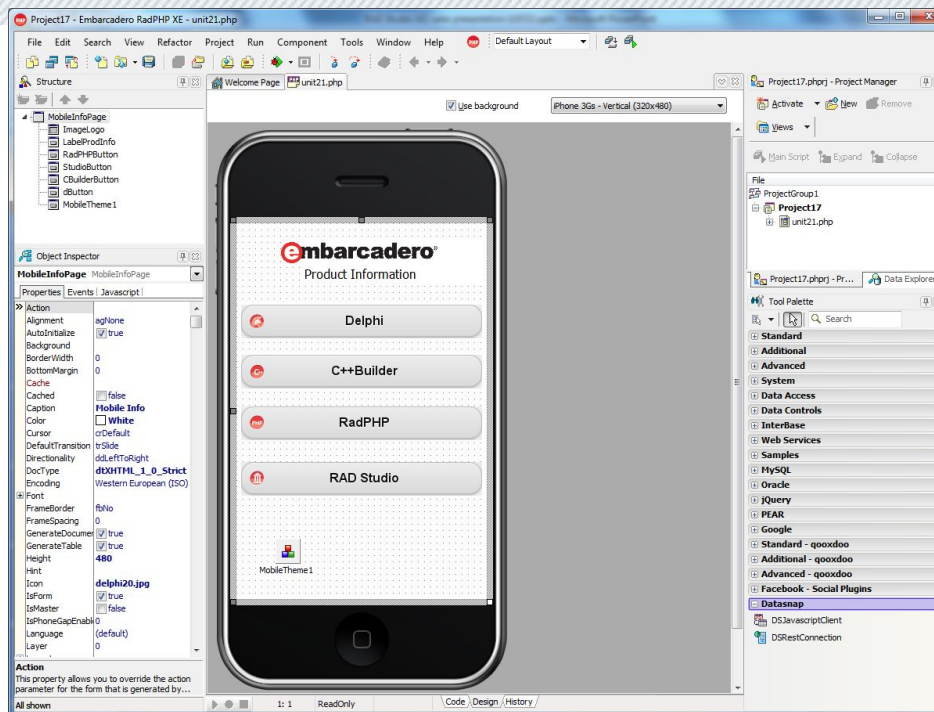 Project17 - Embarcadero RadPHP XE - unit21.php
File Edit Search View Refactor Project Run Component Tools Window Help
Default Layout
Structure
MobileInfoPage
ImageLogo
LabelProdInfo
RadPHPButton
StudioButton
CBuilderButton
dButton
MobileTheme1
Object Inspector
MobileInfoPage MobileInfoPage
Properties Events Javascript
Action
Alignment agNone
AutoInitialize true
Background
BorderWidth 0
BottomMargin 0
Cache
Cached false
Caption Mobile Info
Color White
Cursor crDefault
DefaultTransition trSlide
Directionality ddLeftToRight
DocType dtXHTML_1_0_Strict
Encoding Western European (ISO)
Font
FrameBorder fbNo
FrameSpacing 0
GenerateDocumer true
GenerateTable true
Height 480
Hint
Icon delphi20.jpg
IsForm true
IsMaster false
IsPhoneGapEnabl 0
Language (default)
Layer 0
Action
This property allows you to override the action
parameter for the form that is generated by...
All shown
Welcome Page unit21.php
Use background
iPhone 3Gs - Vertical (320x480)
embarcadero®
Product Information
Delphi
C++Builder
PHP RadPHP
RAD Studio
MobileTheme1
1: 1 ReadOnly
Code Design History
Project17.phprj - Project Manager
Activate New Remove
Views
Main Script Expand Collapse
File
ProjectGroup1
Project17
unit21.php
Project17.phprj - Pr... Data Explorer
Tool Palette
Search
Standard
Additional
Advanced
System
Data Access
Data Controls
InterBase
Web Services
Samples
MySQL
Oracle
jQuery
PEAR
Google
Standard - qooxdoo
Additional - qooxdoo
Advanced - qooxdoo
Facebook - Social Plugins
Datasnap
DSJavascriptClient
DSRestConnection